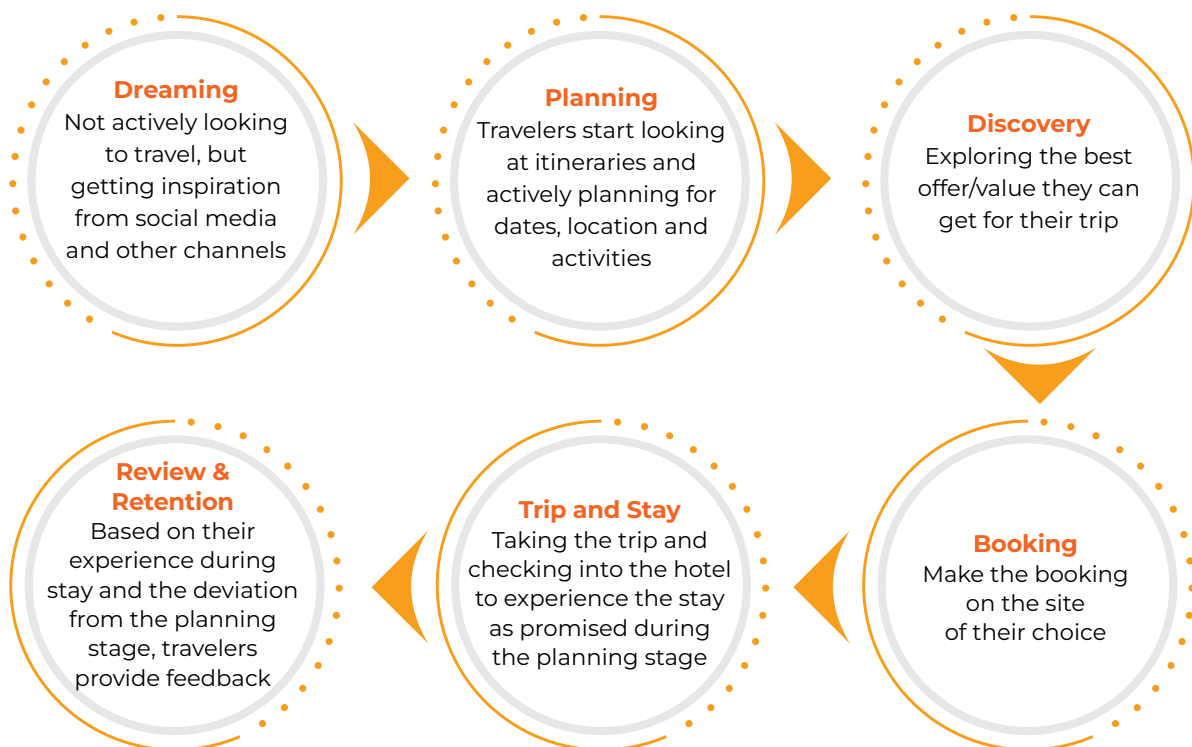 Dreaming
Not actively looking
to travel, but
getting inspiration
from social media
and other channels
Planning
Travelers start looking
at itineraries and
actively planning for
dates, location and
activities
Discovery
Exploring the best
offer/value they can
get for their trip
Booking
Make the booking
on the site
of their choice
Trip and Stay
Taking the trip and
checking into the hotel
to experience the stay
as promised during
the planning stage
Review &
Retention
Based on their
experience during
stay and the deviation
from the planning
stage, travelers
provide feedback